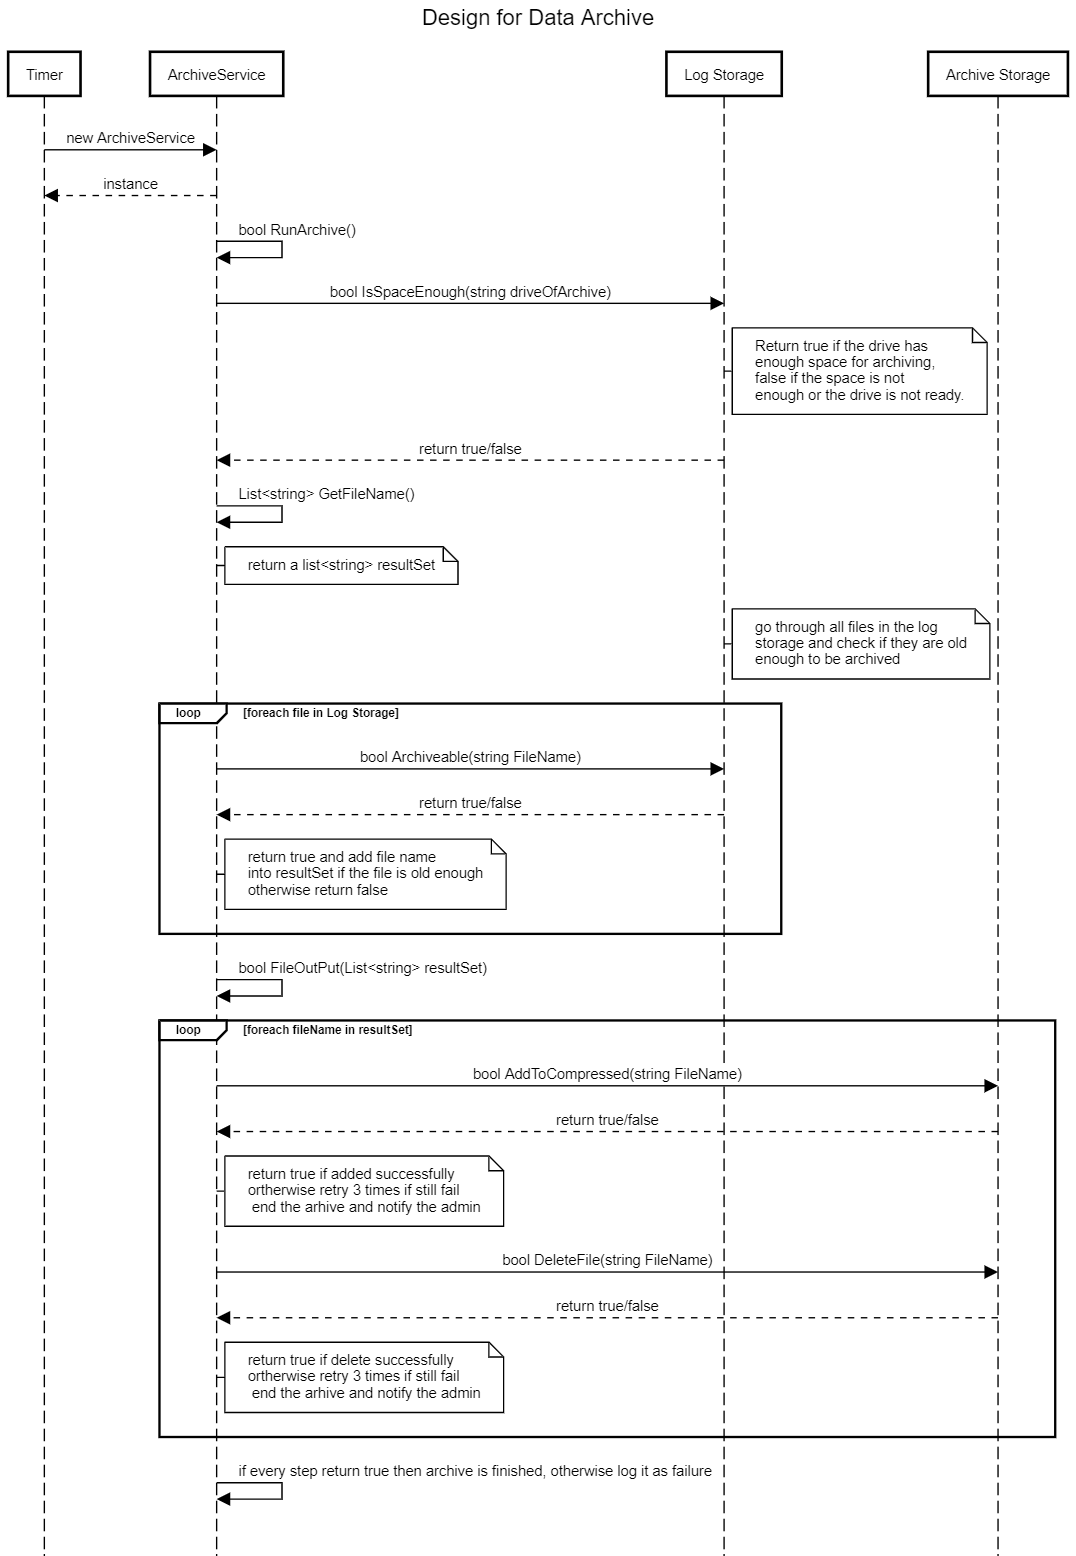 Design for Data Archive
Timer
ArchiveService
Log Storage
Archive Storage
new ArchiveService
instance
bool RunArchive()
bool IsSpaceEnough(string driveOfArchive)
Return true if the drive has
enough space for archiving,
false if the space is not
enough or the drive is not ready.
return true/false
List<string> GetFileName()
return a list<string> resultSet
go through all files in the log
storage and check if they are old
enough to be archived
loop
[foreach file in Log Storage]
bool Archiveable(string FileName)
return true/false
return true and add file name
into resultSet if the file is old enough
otherwise return false
bool FileOutPut(List<string> resultSet)
loop
[foreach fileName in resultSet]
bool AddToCompressed(string FileName)
return true/false
return true if added successfully
ortherwise retry 3 times if still fail
end the arhive and notify the admin
bool DeleteFile(string FileName)
return true/false
return true if delete successfully
ortherwise retry 3 times if still fail
end the arhive and notify the admin
if every step return true then archive is finished, otherwise log it as failure